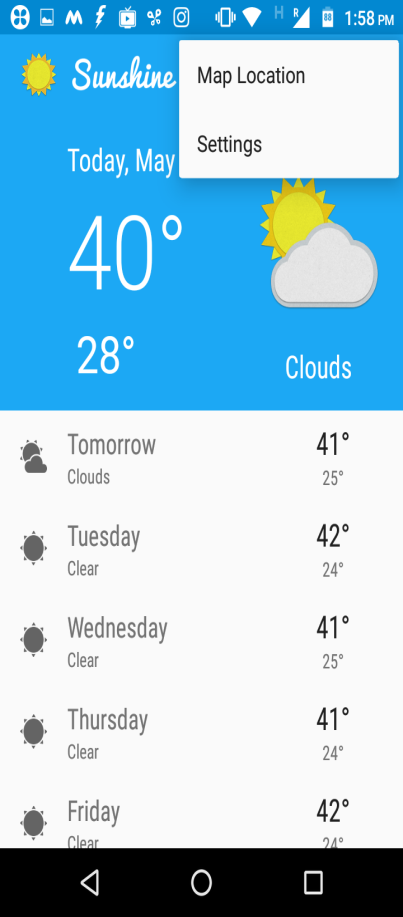 H R 88 1:58 PM
Sunshine
Map Location
Settings
Today, May
40°
28°
Clouds
Tomorrow 41°
Clouds 25°
Tuesday 42°
Clear 24°
Wednesday 41°
Clear 25°
Thursday 41°
Clear 24°
Friday 42°
Clear 24°